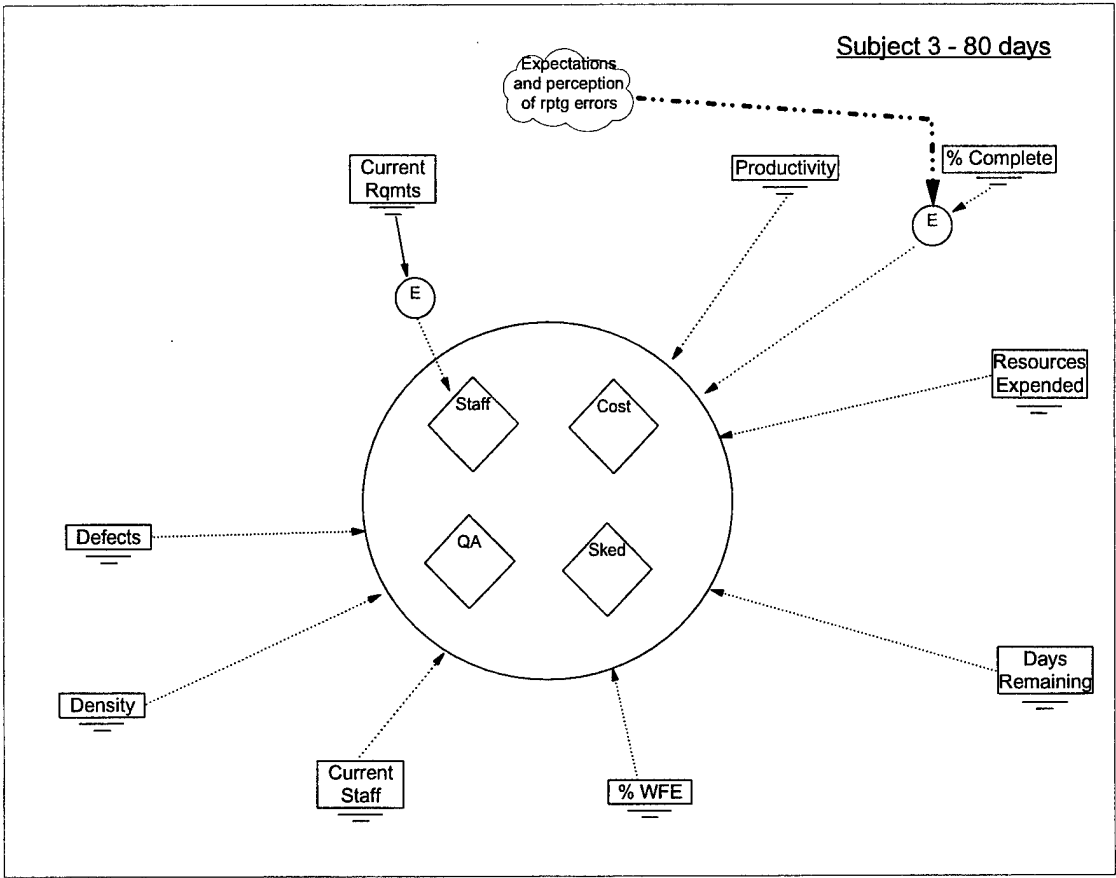 Subject 3 - 80 days
Expectations
and perception
of rptg errors
Current
Rqmts
Productivity
% Complete
E
E
Resources
Expended
Staff
Cost
Defects
QA
Sked
Density
Days
Remaining
Current
Staff
% WFE